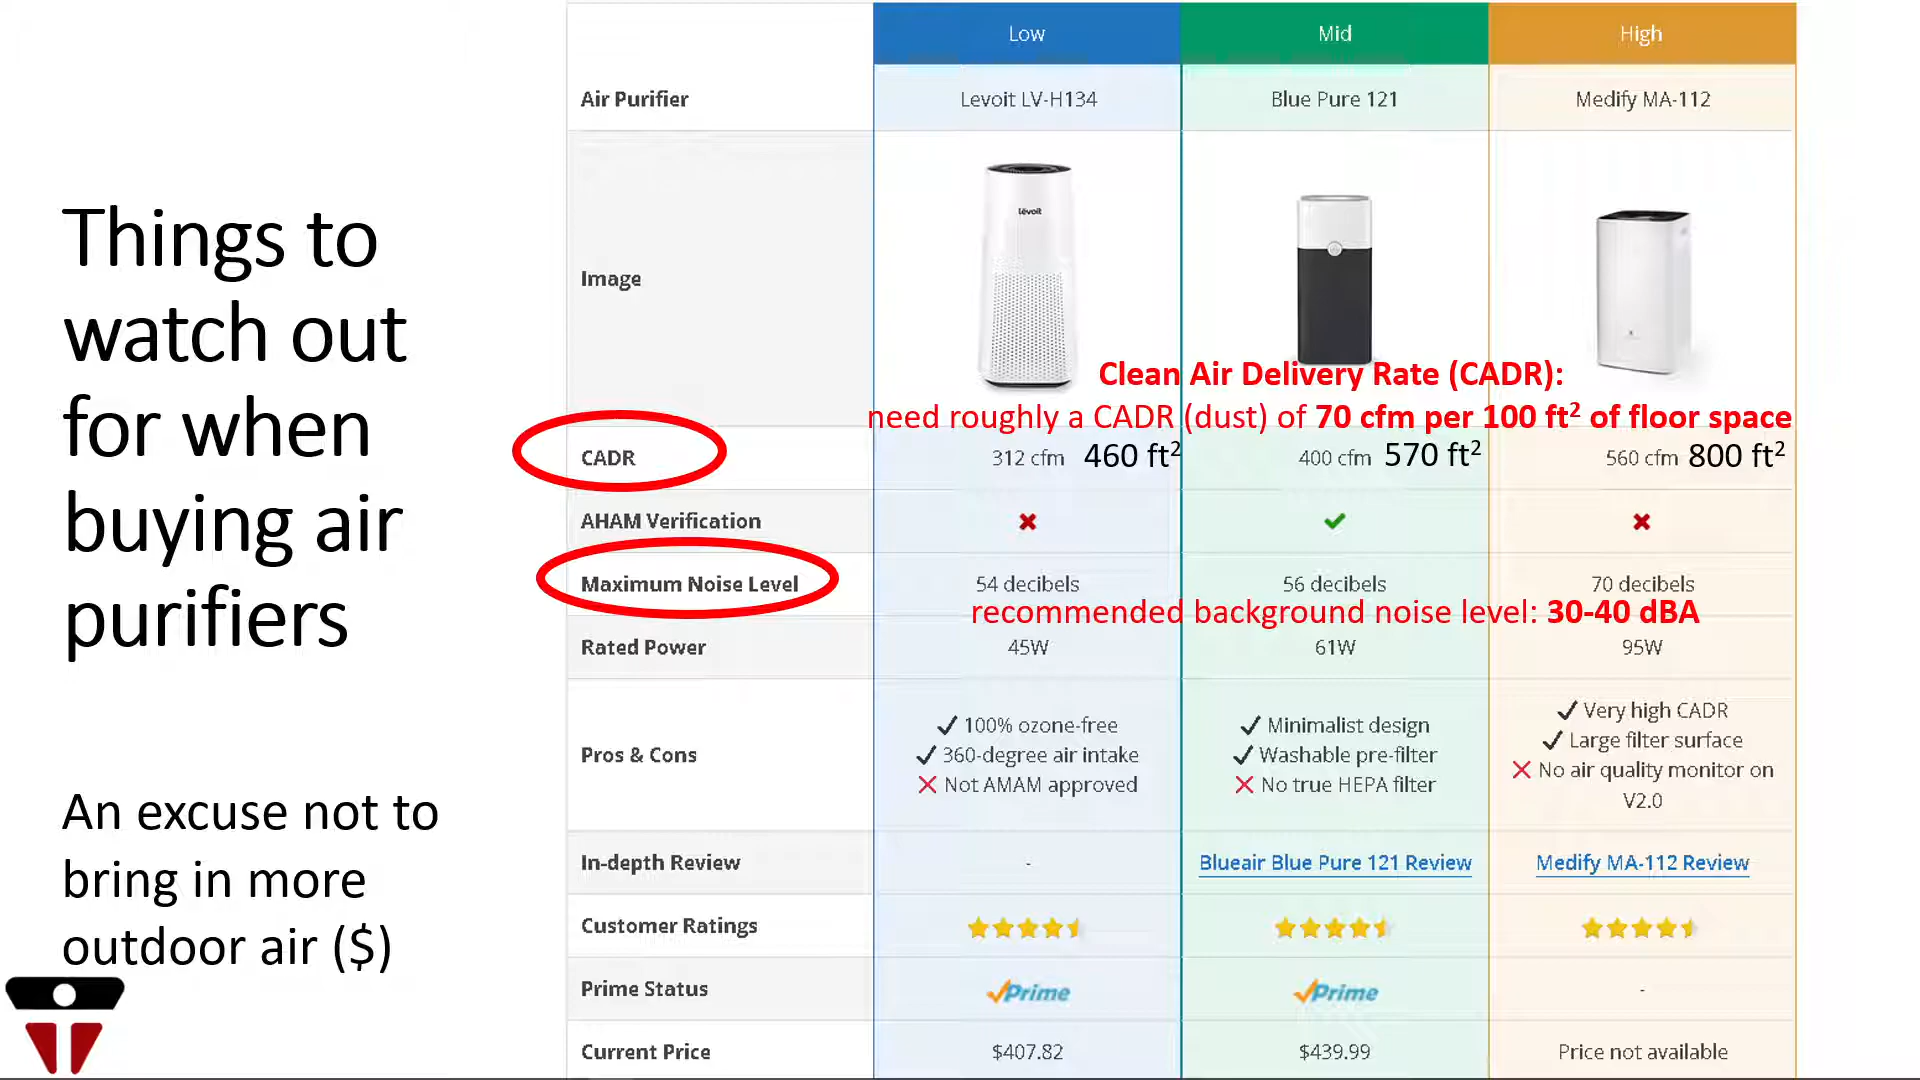 Things to
watch out
for when
buying air
purifiers
An excuse not to
bring in more
outdoor air ($)
Low Mid High
Air Purifier Levoit LV-H134 Blue Pure 121 Medify MA-112
levoit
Image
Clean Air Delivery Rate (CADR):
need roughly a CADR (dust) of 70 cfm per 100 ft² of floor space
CADR 312 cfm 460 ft² 400 cfm 570 ft² 560 cfm 800 ft²
AHAM Verification
Maximum Noise Level 54 decibels 56 decibels 70 decibels
recommended background noise level: 30-40 dBA
Rated Power 45W 61W 95W
Pros & Cons
100% ozone-free
360-degree air intake
Not AMAM approved
Minimalist design
Washable pre-filter
No true HEPA filter
Very high CADR
Large filter surface
No air quality monitor on
V2.0
In-depth Review - Blueair Blue Pure 121 Review Medify MA-112 Review
Customer Ratings
Prime Status Prime Prime -
Current Price $407.82 $439.99 Price not available